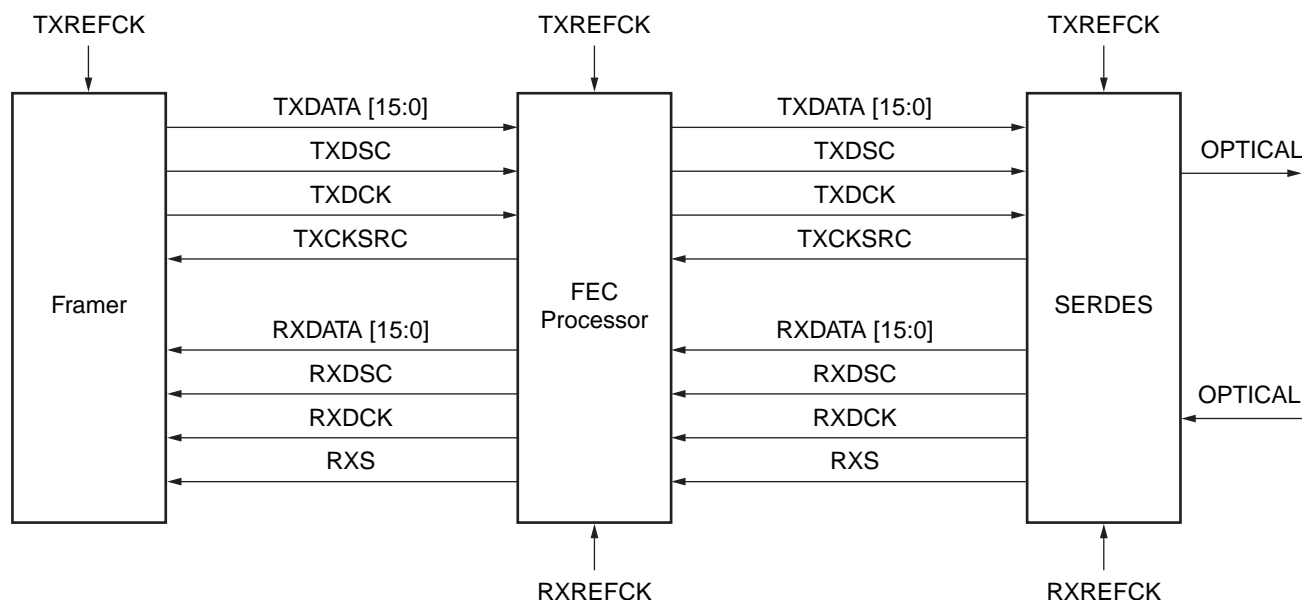 TXREFCK
TXREFCK
TXREFCK
TXDATA [15:0]
TXDATA [15:0]
TXDSC
TXDSC
OPTICAL
TXDCK
TXDCK
TXCKSRC
TXCKSRC
Framer
FEC
Processor
SERDES
RXDATA [15:0]
RXDATA [15:0]
RXDSC
RXDSC
OPTICAL
RXDCK
RXDCK
RXS
RXS
RXREFCK
RXREFCK